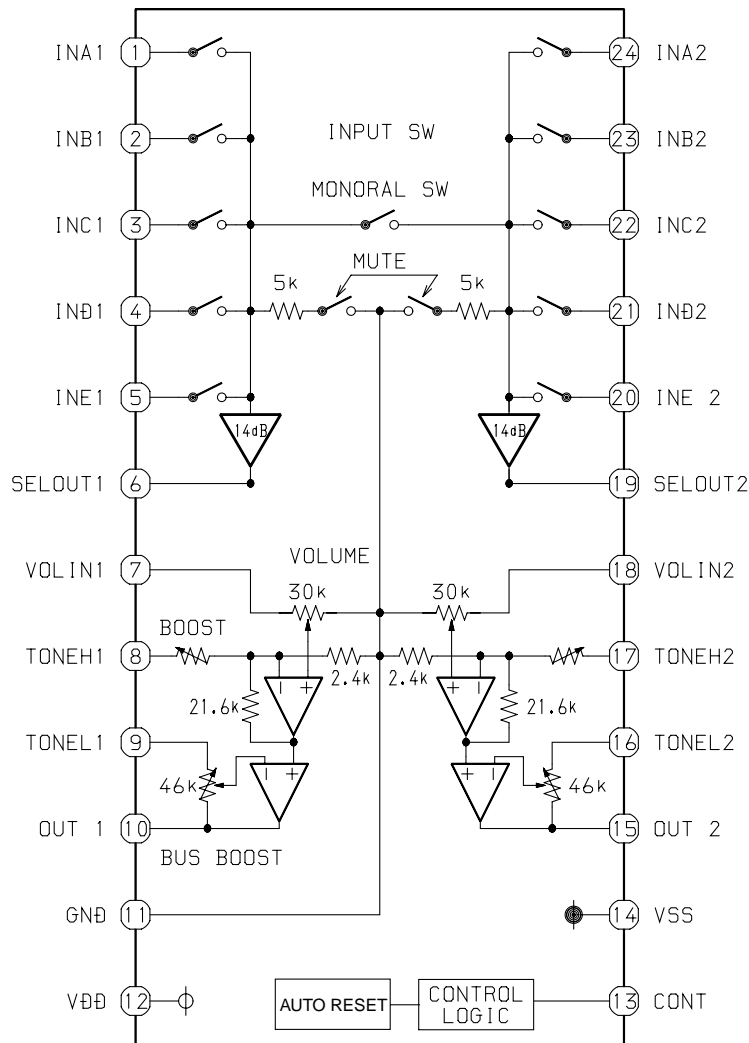 INA1 1 24 INA2
INB1 2 INPUT SW 23 INB2
MONORAL SW
INC1 3 22 INC2
MUTE
5k 5k
IND1 4 21 IND2
INE1 5 20 INE 2
14dB 14dB
SELOUT1 6 19 SELOUT2
VOLUME
VOLIN1 7 18 VOLIN2
30k 30k
BOOST
TONEH1 8 17 TONEH2
2.4k 2.4k
− + + −
21.6k 21.6k
TONEL1 9 16 TONEL2
− + + −
46k 46k
OUT 1 10 15 OUT 2
BUS BOOST
GND 11 14 VSS
VDD 12 AUTO RESET CONTROL LOGIC 13 CONT